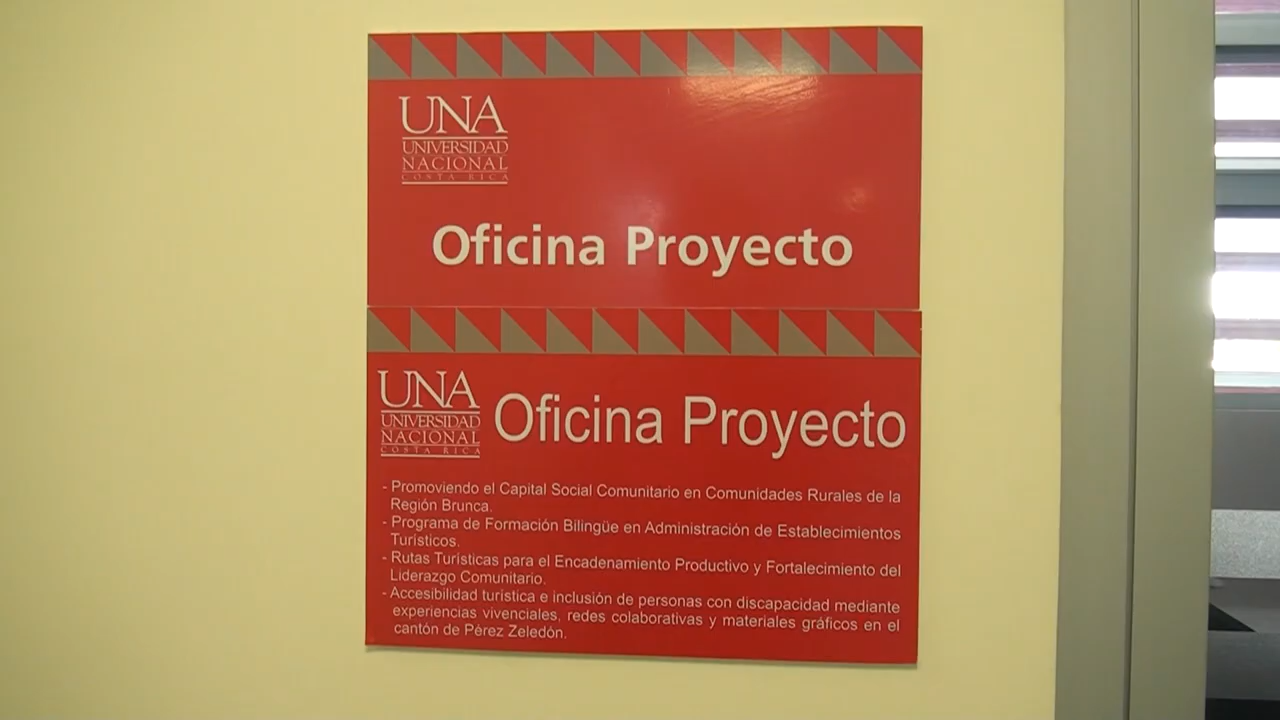 UNA
UNIVERSIDAD
NACIONAL
COSTA RICA
Oficina Proyecto
UNA
UNIVERSIDAD
NACIONAL
COSTA RICA
Oficina Proyecto
- Promoviendo el Capital Social Comunitario en Comunidades Rurales de la
Región Brunca.
- Programa de Formación Bilingüe en Administración de Establecimientos
Turísticos.
- Rutas Turísticas para el Encadenamiento Productivo y Fortalecimiento del
Liderazgo Comunitario.
- Accesibilidad turística e inclusión de personas con discapacidad mediante
experiencias vivenciales, redes colaborativas y materiales gráficos en el
cantón de Pérez Zeledón.